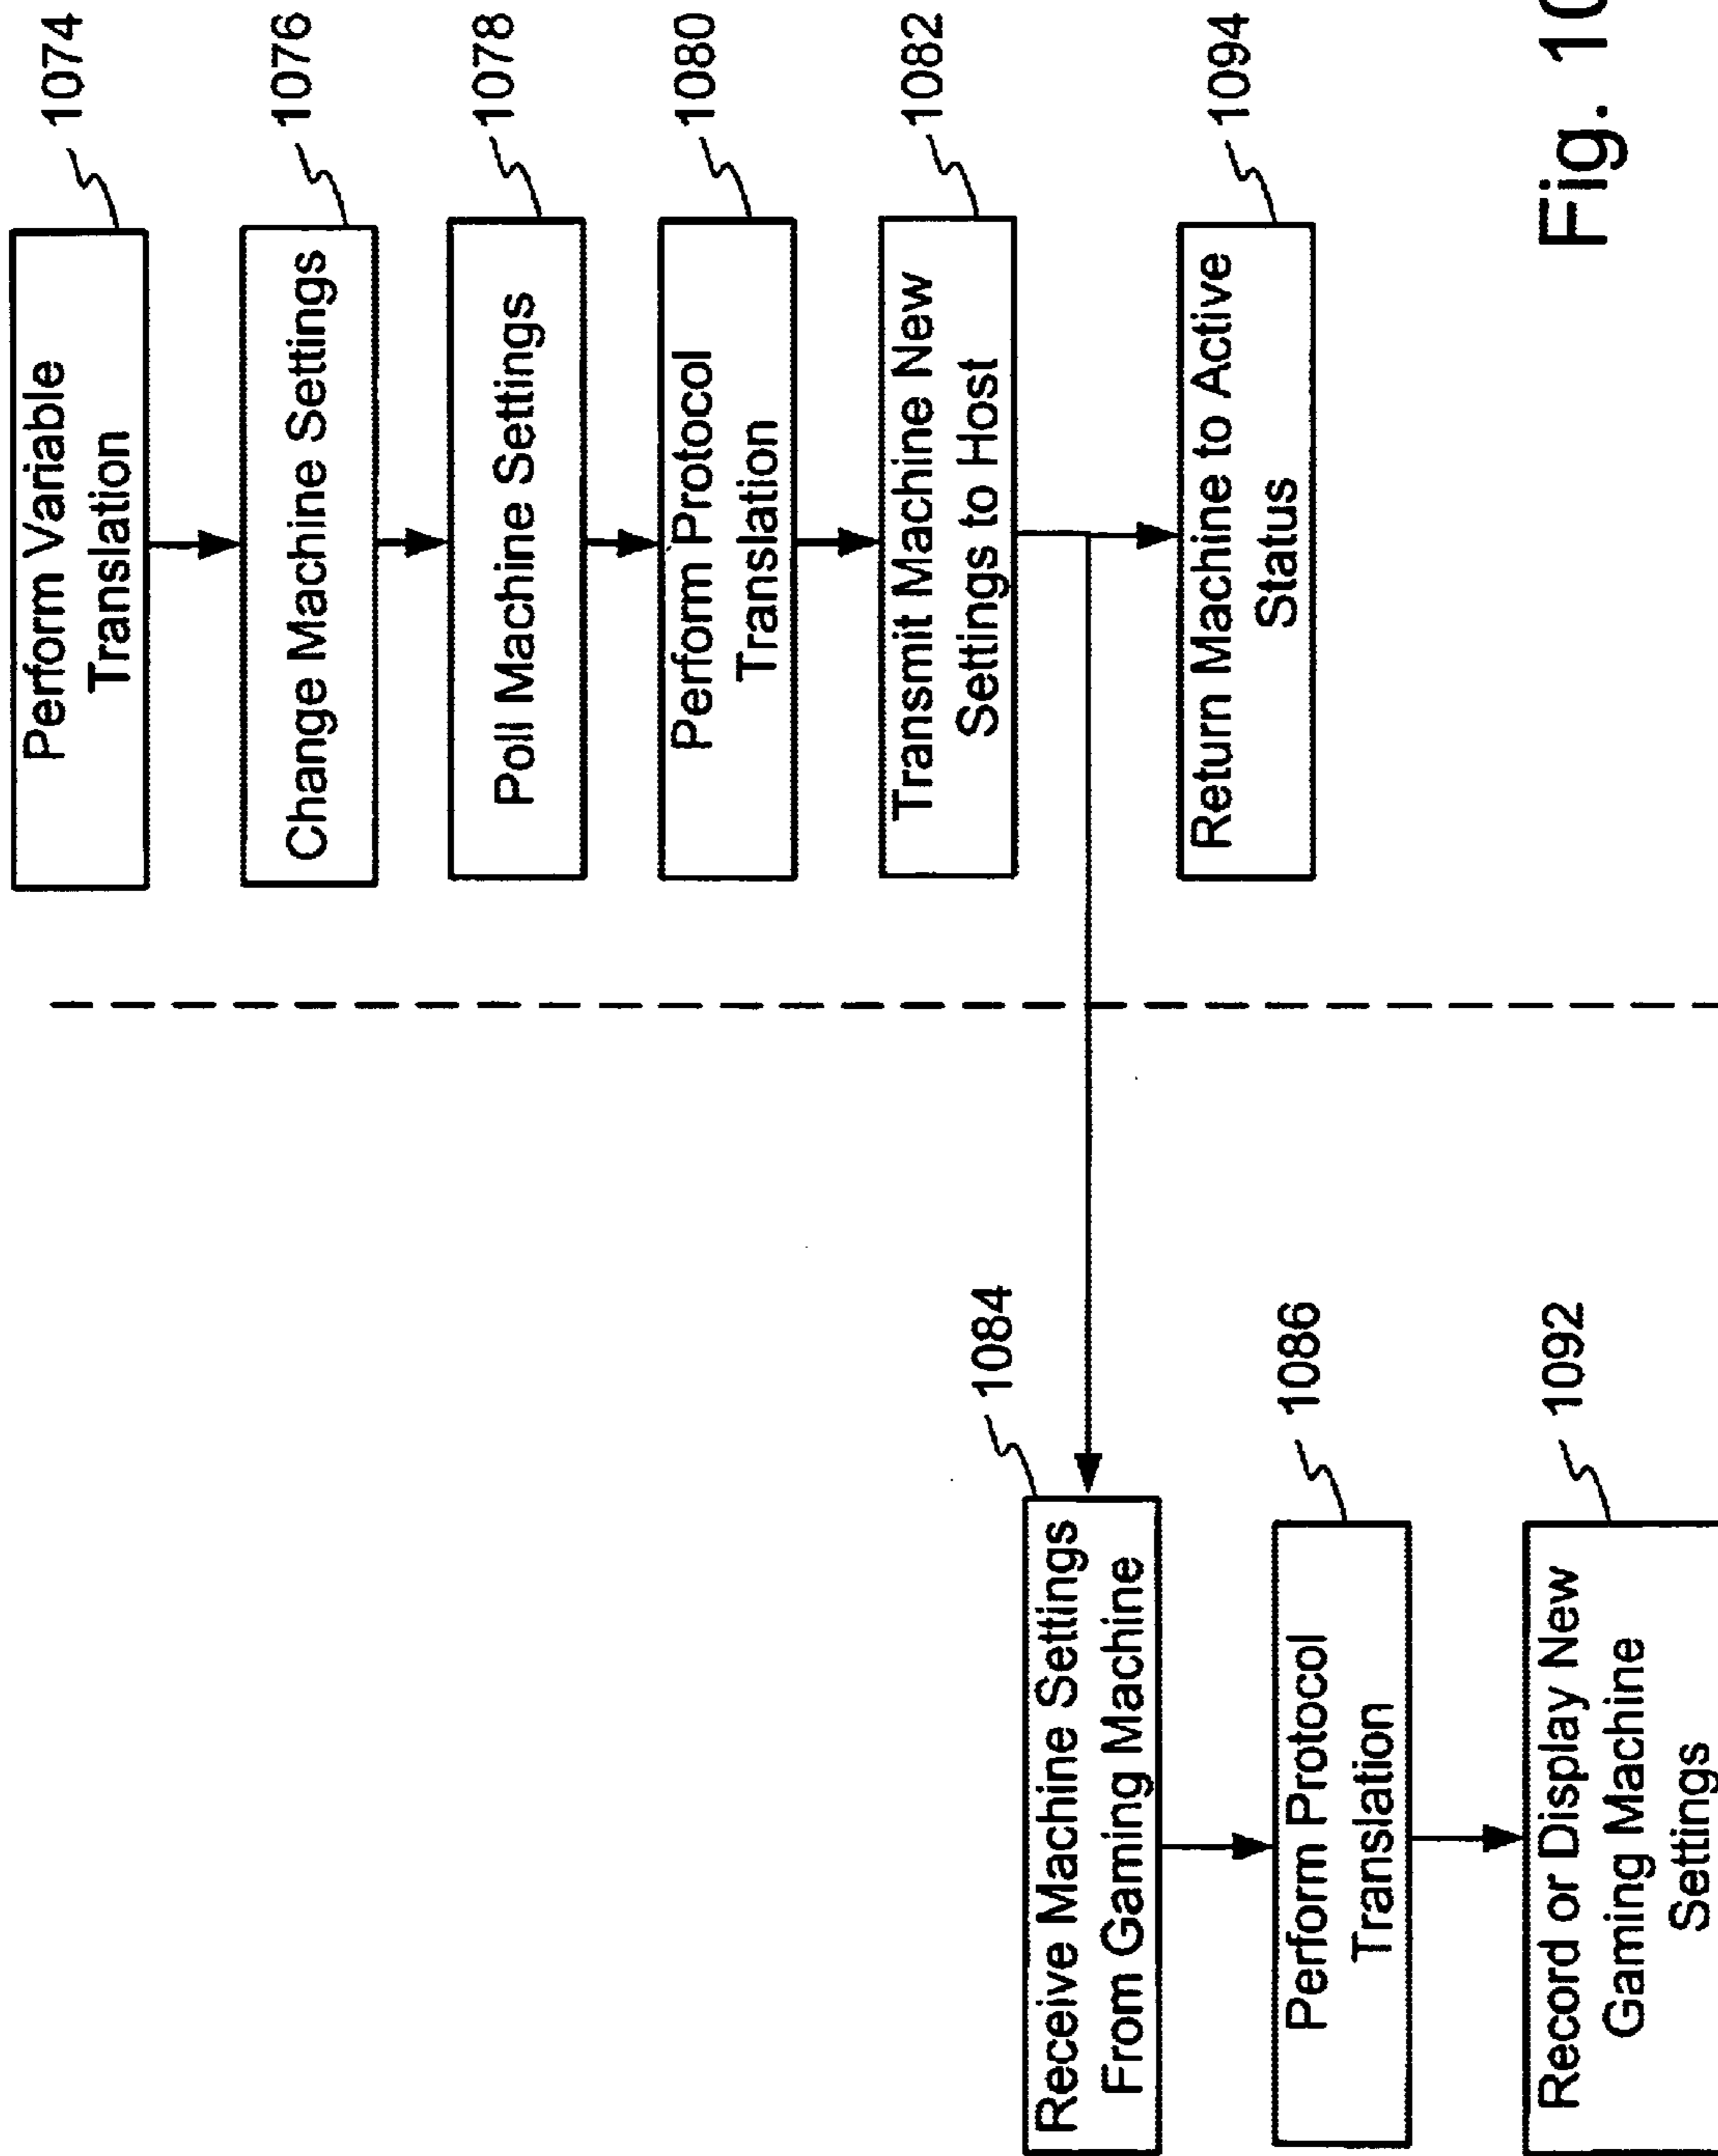 Perform Variable
Translation
1074
Change Machine Settings
1076
Poll Machine Settings
1078
Perfom Protocol
Translation
1080
Transmit Machine New
Settings to Host
1082
Return Machine to Active
Status
1094
Receive Machine Settings
From Gaming Machine
1084
Perform Protocol
Translation
1086
Record or Display New
Gaming Machine
Settings
1092
Fig. 10